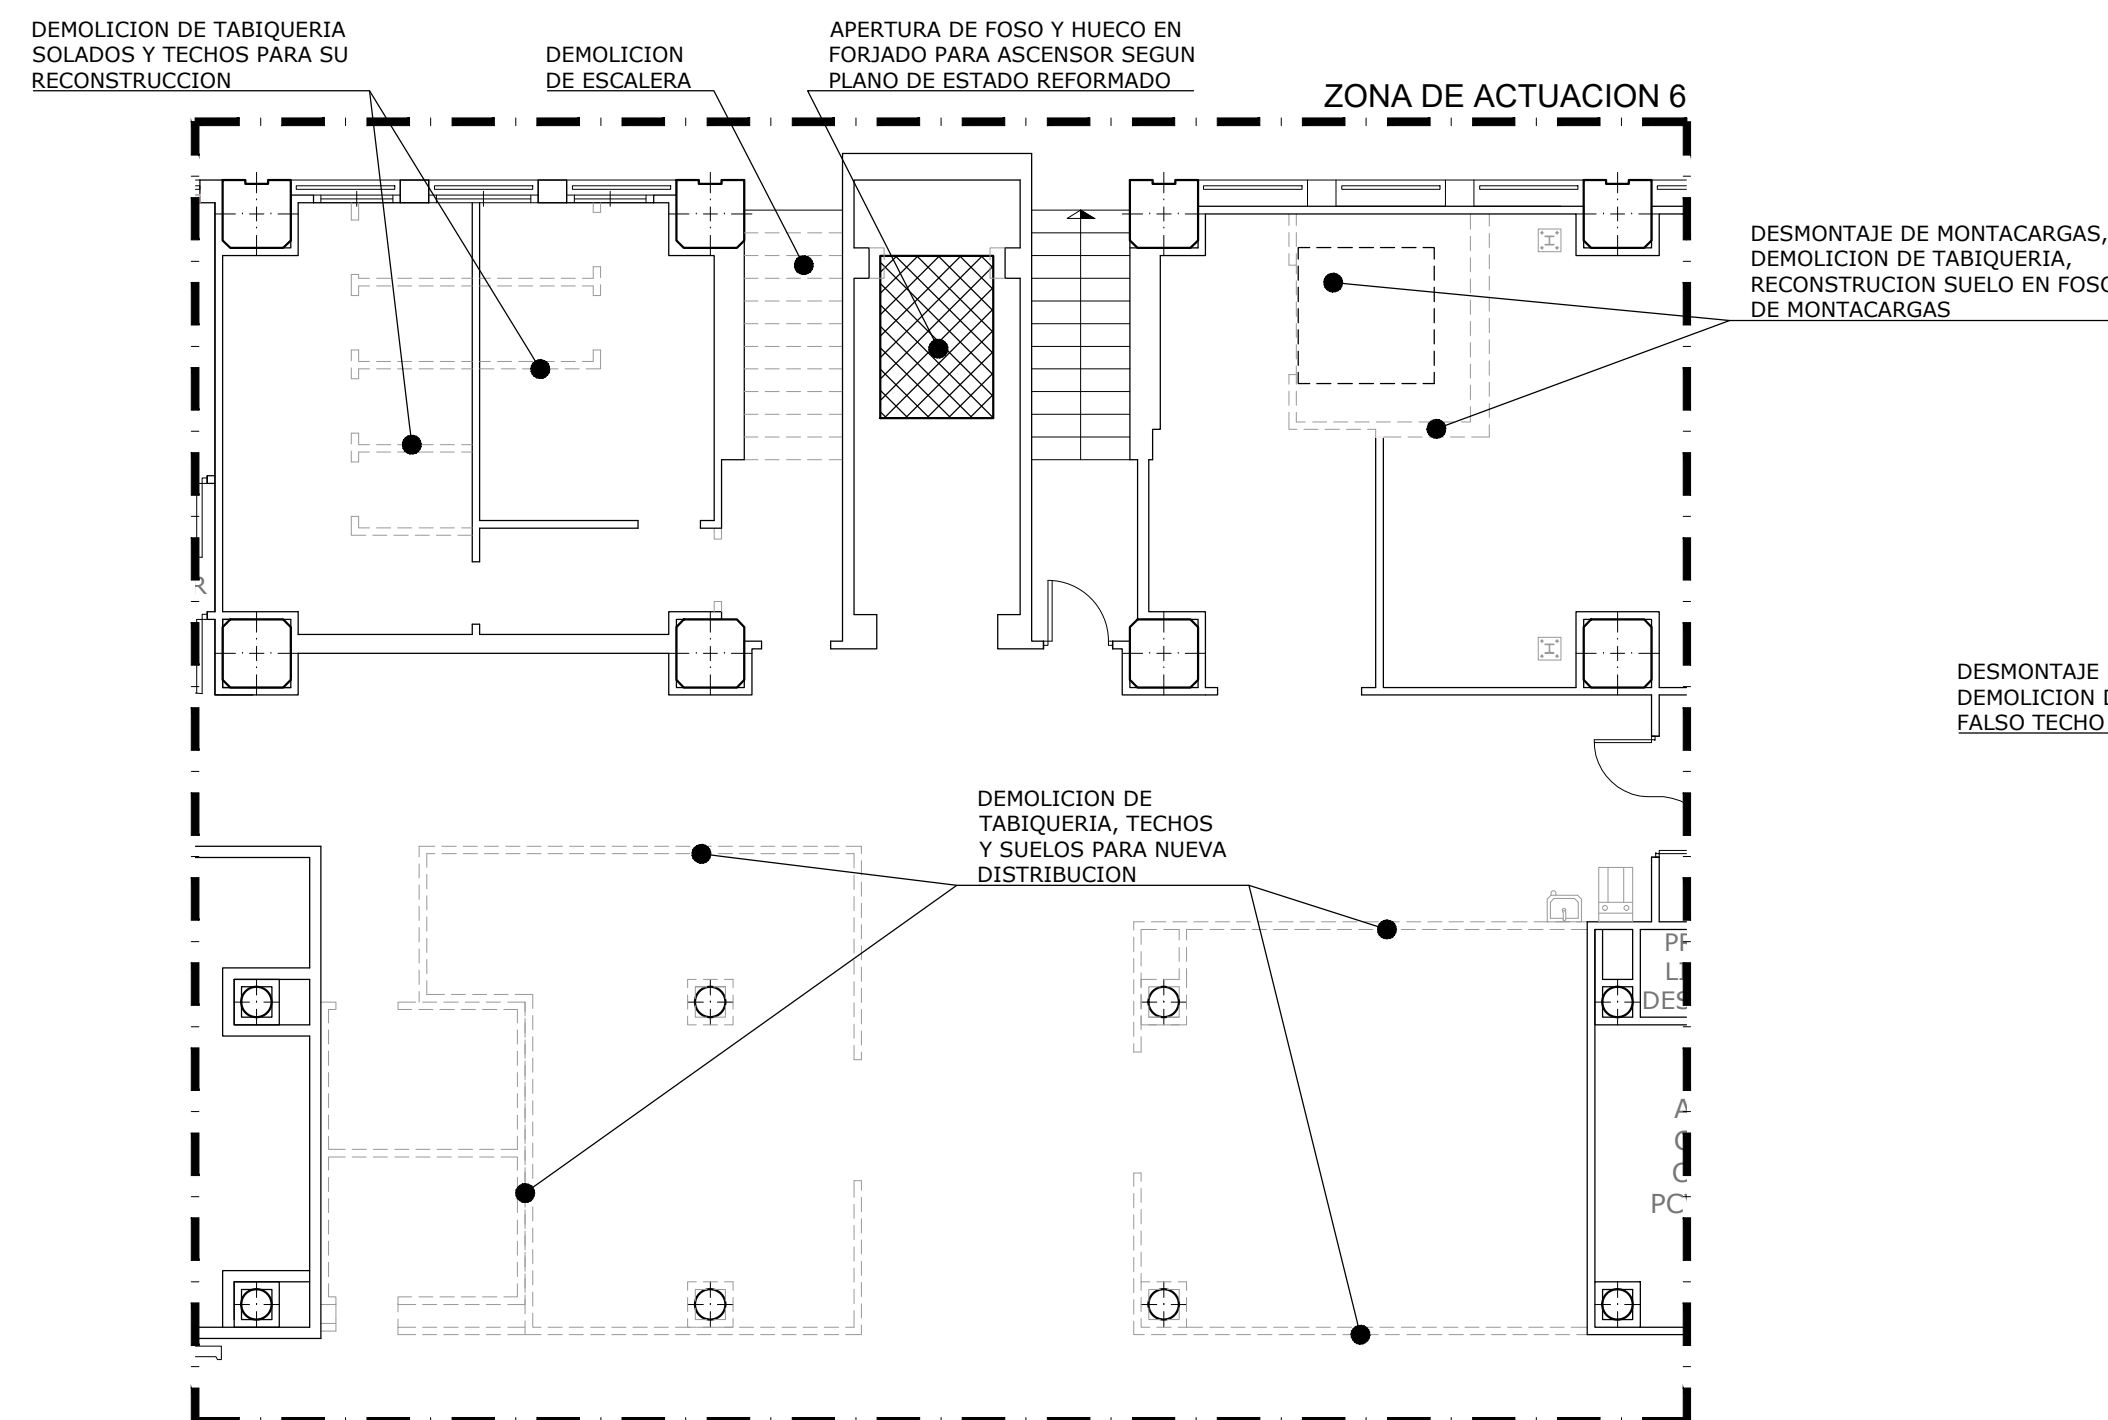 DEMOLICION DE TABIQUERIA
SOLADOS Y TECHOS PARA SU
RECONSTRUCCION
DEMOLICION
DE ESCALERA
APERTURA DE FOSO Y HUECO EN
FORJADO PARA ASCENSOR SEGUN
PLANO DE ESTADO REFORMADO
ZONA DE ACTUACION 6
DESMONTAJE DE MONTACARGAS,
DEMOLICION DE TABIQUERIA,
RECONSTRUCION SUELO EN FOSO
DE MONTACARGAS
DESMONTAJE
DEMOLICION
FALSO TECHO
DEMOLICION DE
TABIQUERIA, TECHOS
Y SUELOS PARA NUEVA
DISTRIBUCION
DES
PC